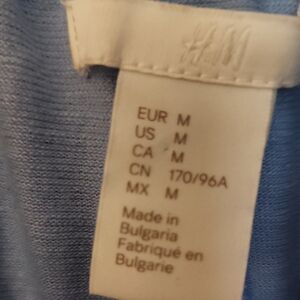 H&M
EUR M
US M
CA M
CN 170/96A
MX M
Made in
Bulgaria
Fabriqué en
Bulgarie